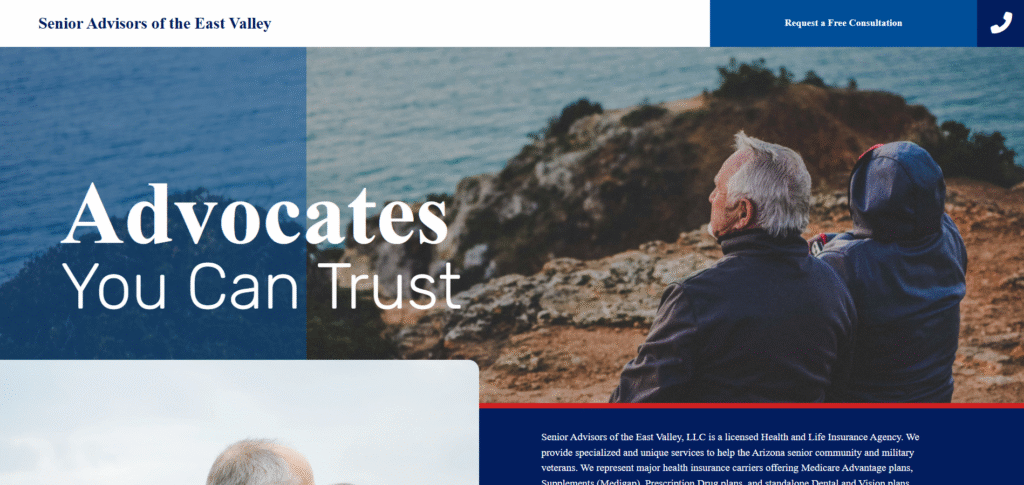 Senior Advisors of the East Valley
Request a Free Consultation
Advocates
You Can Trust
Senior Advisors of the East Valley, LLC is a licensed Health and Life Insurance Agency. We
provide specialized and unique services to help the Arizona senior community and military
veterans. We represent major health insurance carriers offering Medicare Advantage plans,
Supplements (Medigap), Prescription Drug plans, and standalone Dental and Vision plans.